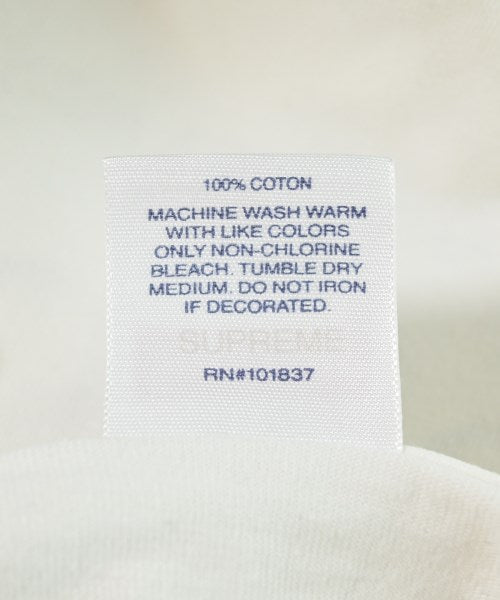 100% COTON
MACHINE WASH WARM
WITH LIKE COLORS
ONLY NON-CHLORINE
BLEACH. TUMBLE DRY
MEDIUM. DO NOT IRON
IF DECORATED.
SUPREME
RN#101837